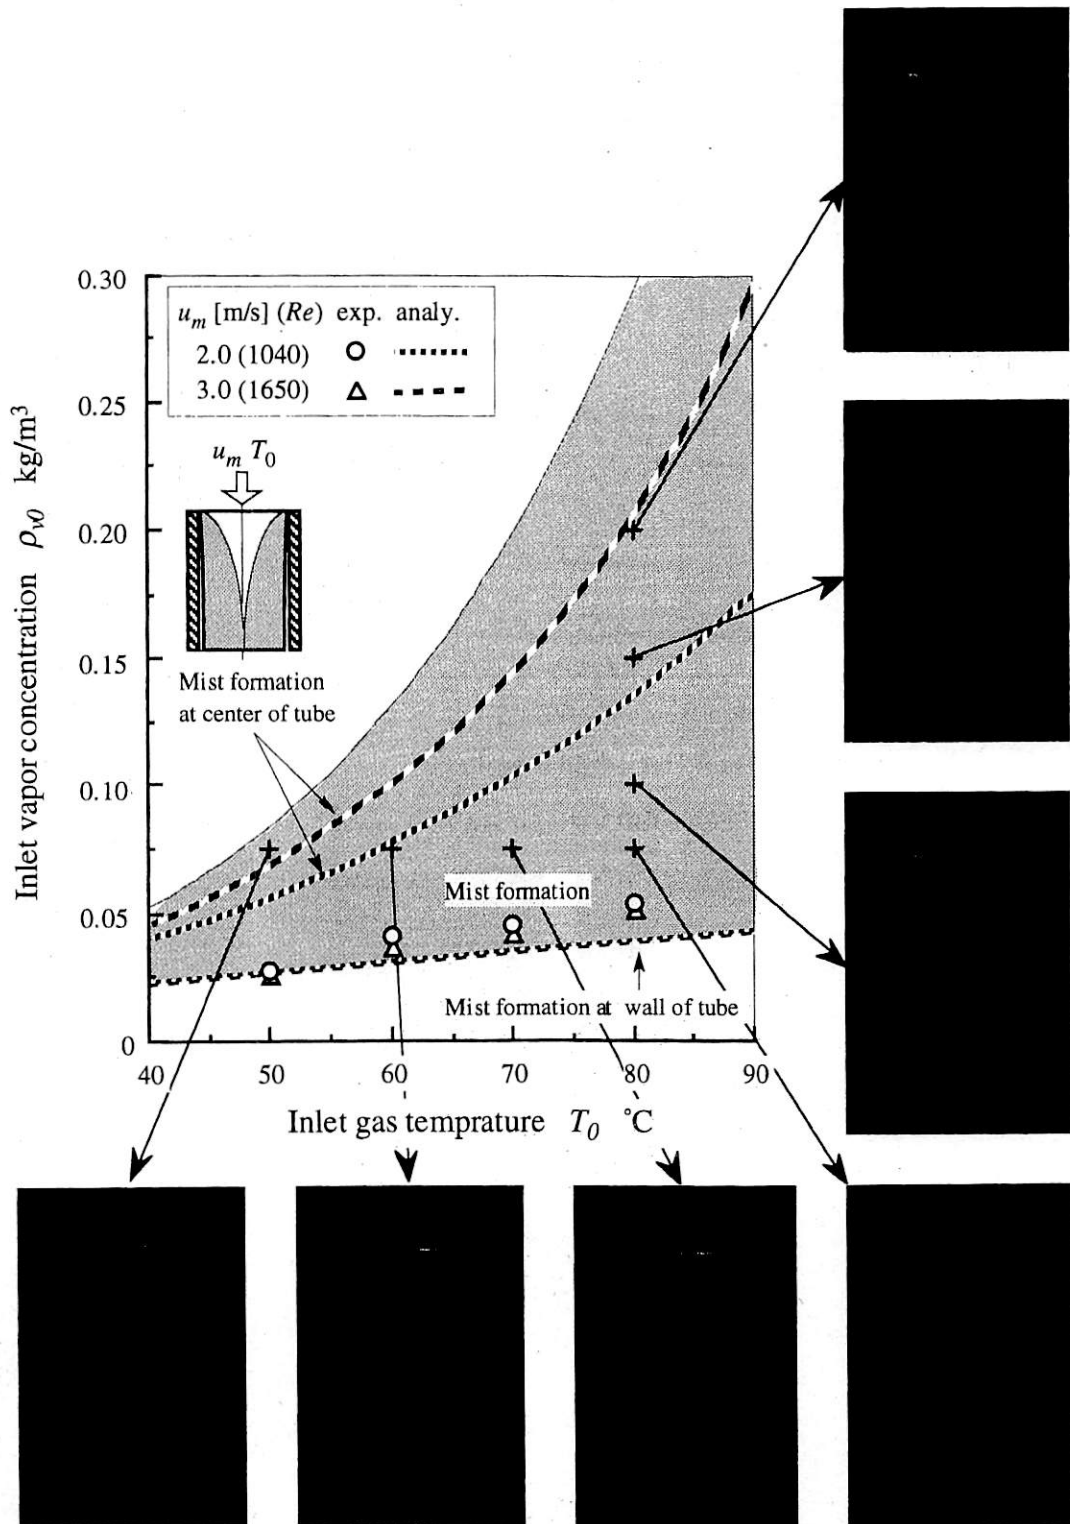 0.30
0.25
0.20
0.15
0.10
0.05
0
Inlet vapor concentration ρv0 kg/m3
um [m/s] (Re) exp. analy.
2.0 (1040)
3.0 (1650)
um T0
Mist formation
at center of tube
Mist formation
Mist formation at wall of tube
40 50 60 70 80 90
Inlet gas temprature T0 °C